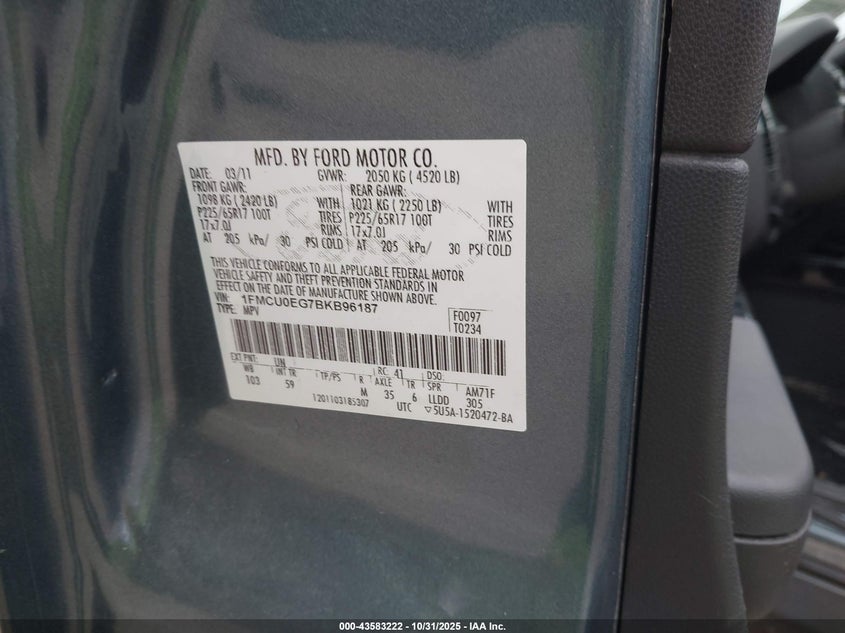 MFD. BY FORD MOTOR CO.
DATE: 03/11 GVWR: 2050 KG ( 4520 LB)
FRONT GAWR: REAR GAWR:
1098 KG ( 2420 LB) WITH 1021 KG ( 2250 LB) WITH
P225/65R17 100T TIRES P225/65R17 100T TIRES
17x7.0J RIMS 17x7.0J RIMS
AT 205 kPa/ 30 PSI COLD AT 205 kPa/ 30 PSI COLD
THIS VEHICLE CONFORMS TO ALL APPLICABLE FEDERAL MOTOR
VEHICLE SAFETY AND THEFT PREVENTION STANDARDS IN
EFFECT ON THE DATE OF MANUFACTURE SHOWN ABOVE.
VIN: 1FMCU0EG7BKB96187 F0097
TYPE: MPV T0234
EXT PNT: UN RC: 41 DSO:
WB INT TR TP/PS R AXLE TR SPR AM71F
103 59 M 35 6 LLDD 305
1201103185307 UTC ▽5U5A-1520472-BA
000-43583222 | 10/31/2025 - IAA Inc.